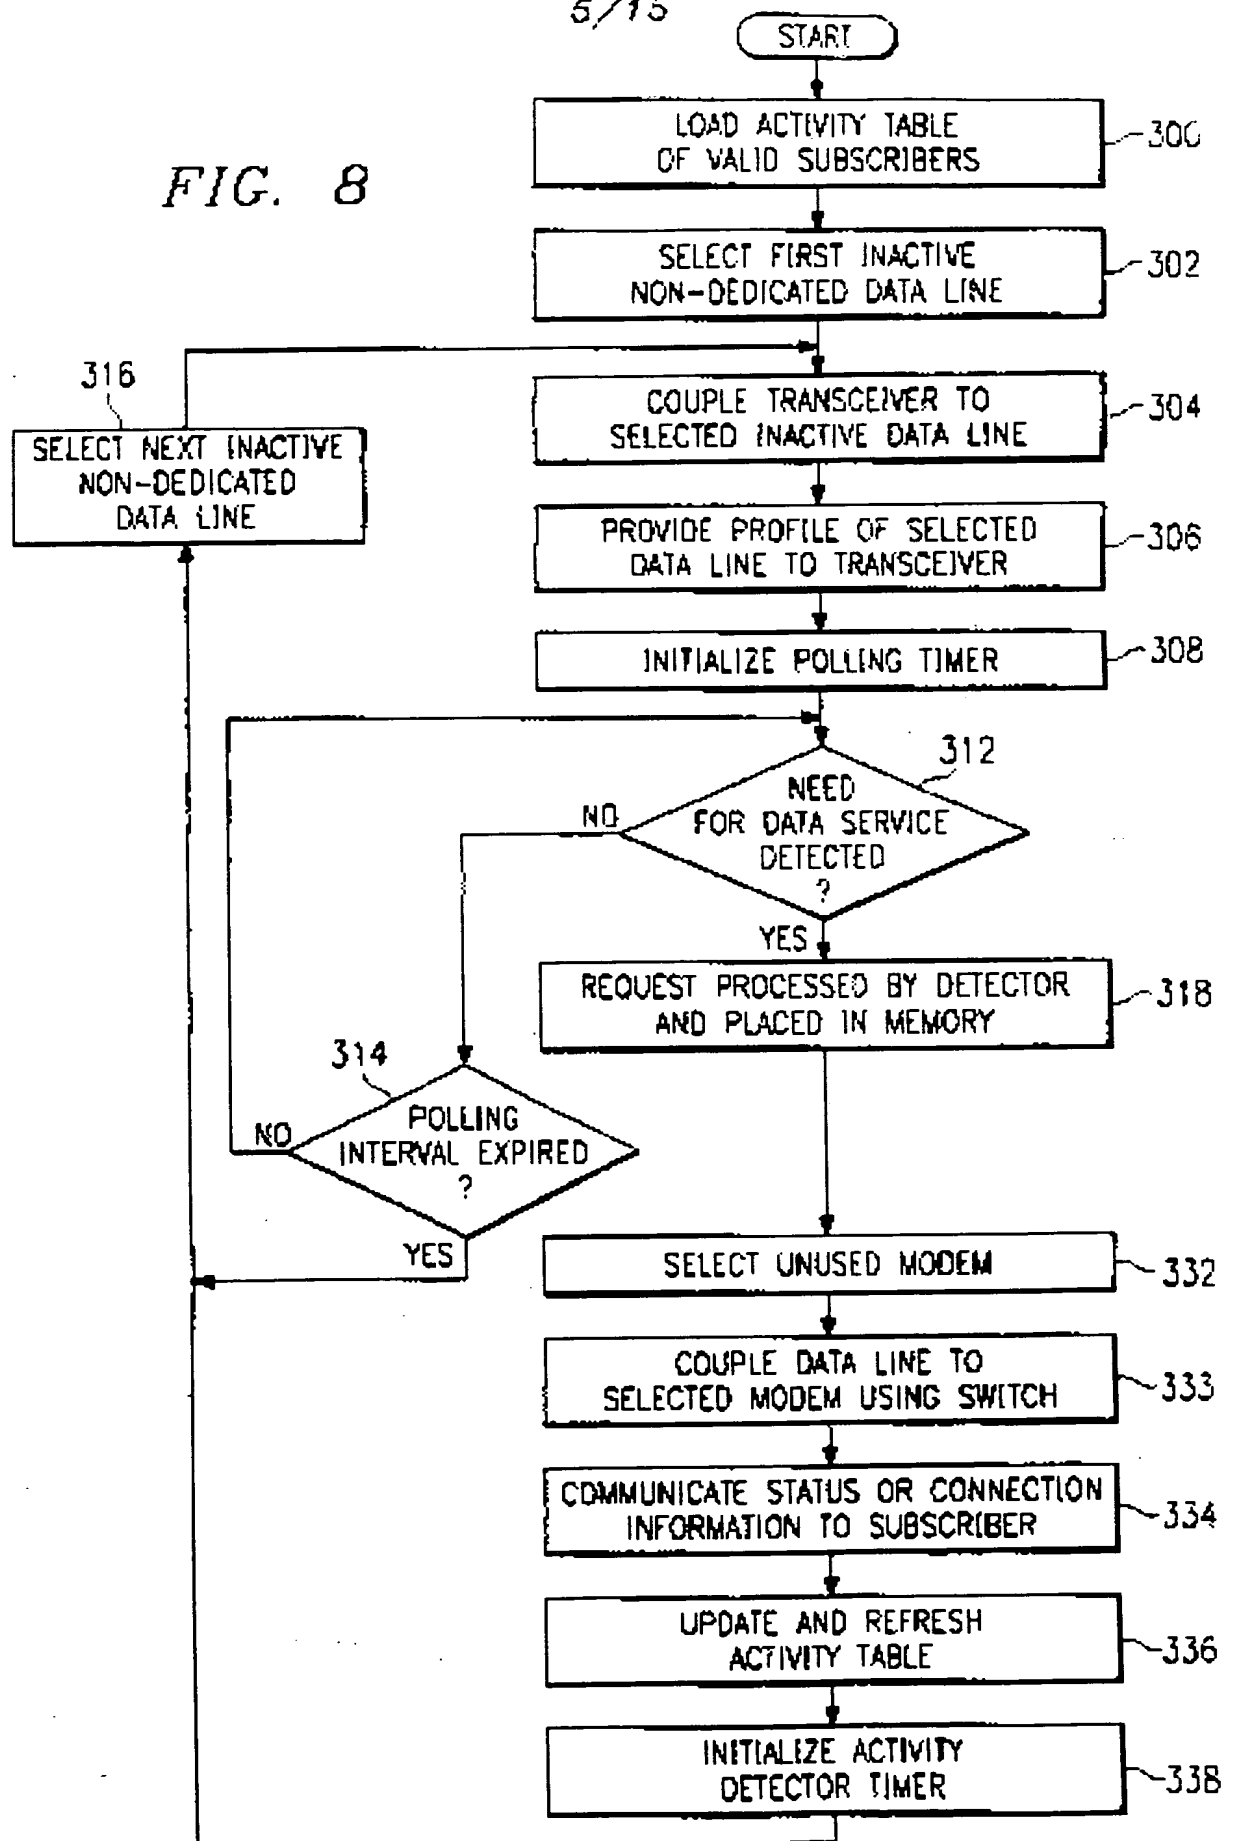 5/15
START
LOAD ACTIVITY TABLE
OF VALID SUBSCRIBERS
300
FIG. 8
SELECT FIRST INACTIVE
NON-DEDICATED DATA LINE
302
316
SELECT NEXT INACTIVE
NON-DEDICATED
DATA LINE
COUPLE TRANSCEIVER TO
SELECTED INACTIVE DATA LINE
304
PROVIDE PROFILE OF SELECTED
DATA LINE TO TRANSCEIVER
306
INITIALIZE POLLING TIMER
308
312
NEED
FOR DATA SERVICE
DETECTED
?
NO
YES
REQUEST PROCESSED BY DETECTOR
AND PLACED IN MEMORY
318
314
POLLING
INTERVAL EXPIRED
?
NO
YES
SELECT UNUSED MODEM
332
COUPLE DATA LINE TO
SELECTED MODEM USING SWITCH
333
COMMUNICATE STATUS OR CONNECTION
INFORMATION TO SUBSCRIBER
334
UPDATE AND REFRESH
ACTIVITY TABLE
336
INITIALIZE ACTIVITY
DETECTOR TIMER
338